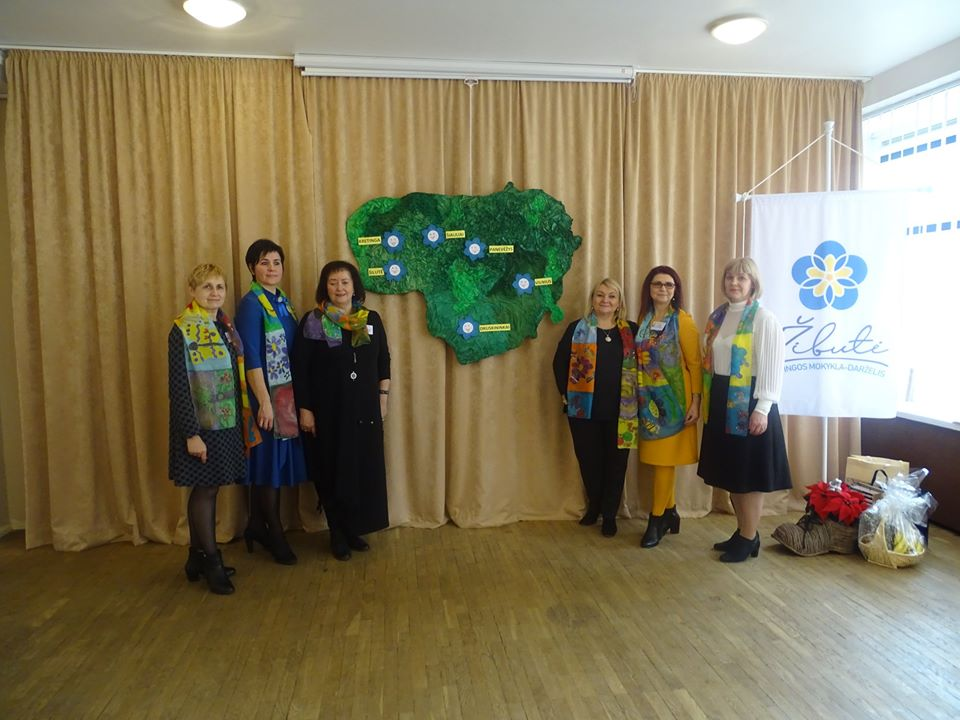 KRETINGA
ŠIAULIAI
PANEVĖŽYS
ŠILUTĖ
VILNIUS
DRUSKININKAI
Žibutė
INGOS MOKYKLA-DARŽELIS